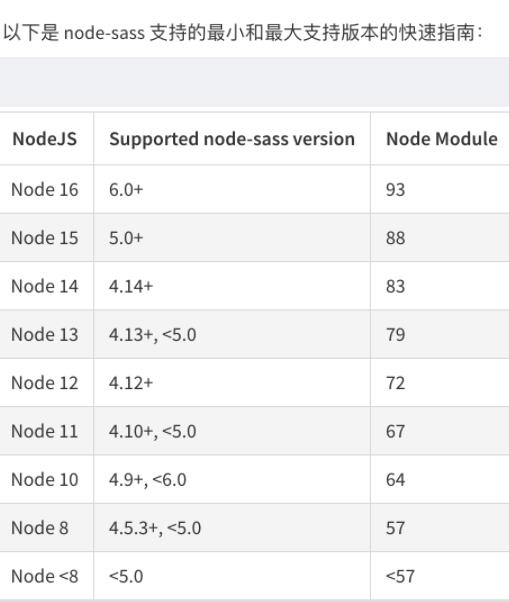 以下是 node-sass 支持的最小和最大支持版本的快速指南：
NodeJS Supported node-sass version Node Module
Node 16 6.0+ 93
Node 15 5.0+ 88
Node 14 4.14+ 83
Node 13 4.13+, <5.0 79
Node 12 4.12+ 72
Node 11 4.10+, <5.0 67
Node 10 4.9+, <6.0 64
Node 8 4.5.3+, <5.0 57
Node <8 <5.0 <57